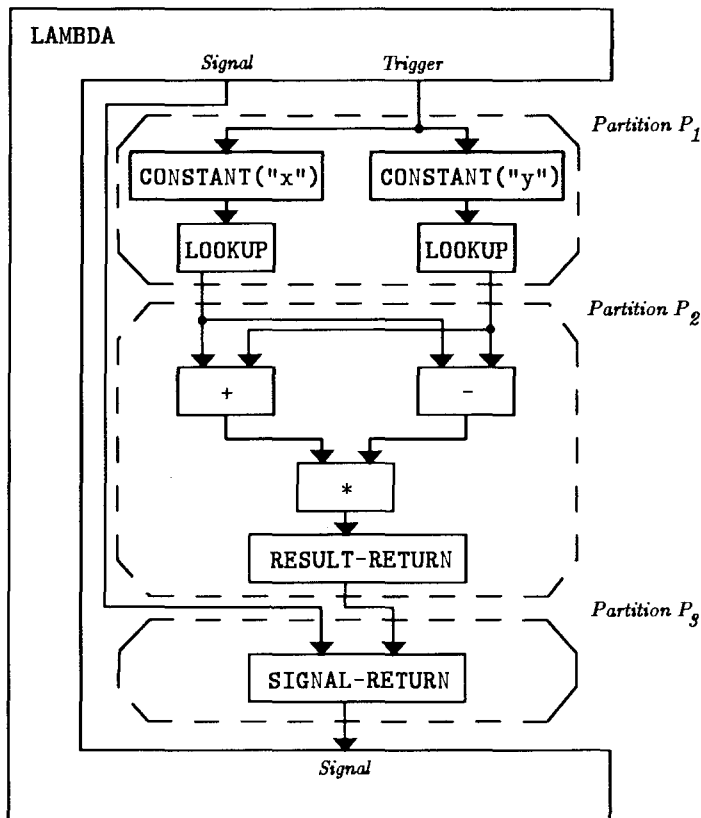 LAMBDA
Signal
Trigger
Partition P1
CONSTANT("x")
CONSTANT("y")
LOOKUP
LOOKUP
Partition P2
+
-
*
RESULT-RETURN
Partition P3
SIGNAL-RETURN
Signal